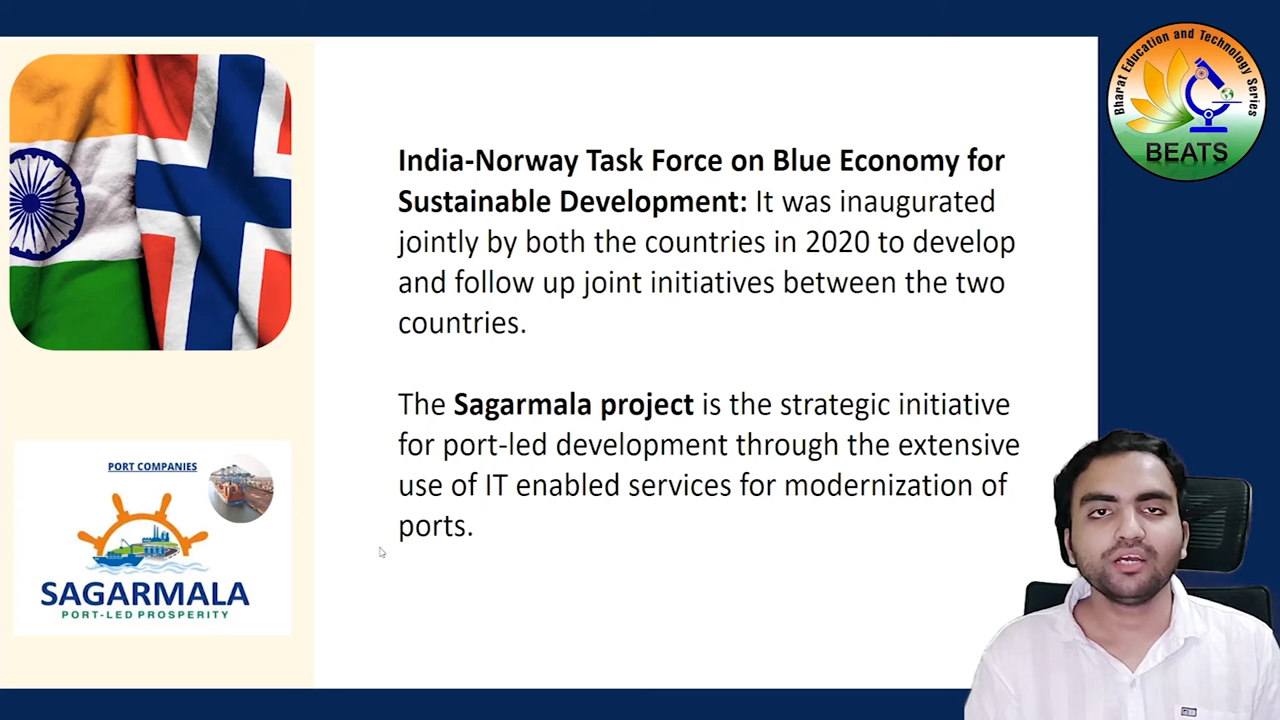 Bharat Education and Technology Series
BEATS
India-Norway Task Force on Blue Economy for
Sustainable Development: It was inaugurated
jointly by both the countries in 2020 to develop
and follow up joint initiatives between the two
countries.
The Sagarmala project is the strategic initiative
for port-led development through the extensive
use of IT enabled services for modernization of
ports.
PORT COMPANIES
SAGARMALA
PORT-LED PROSPERITY